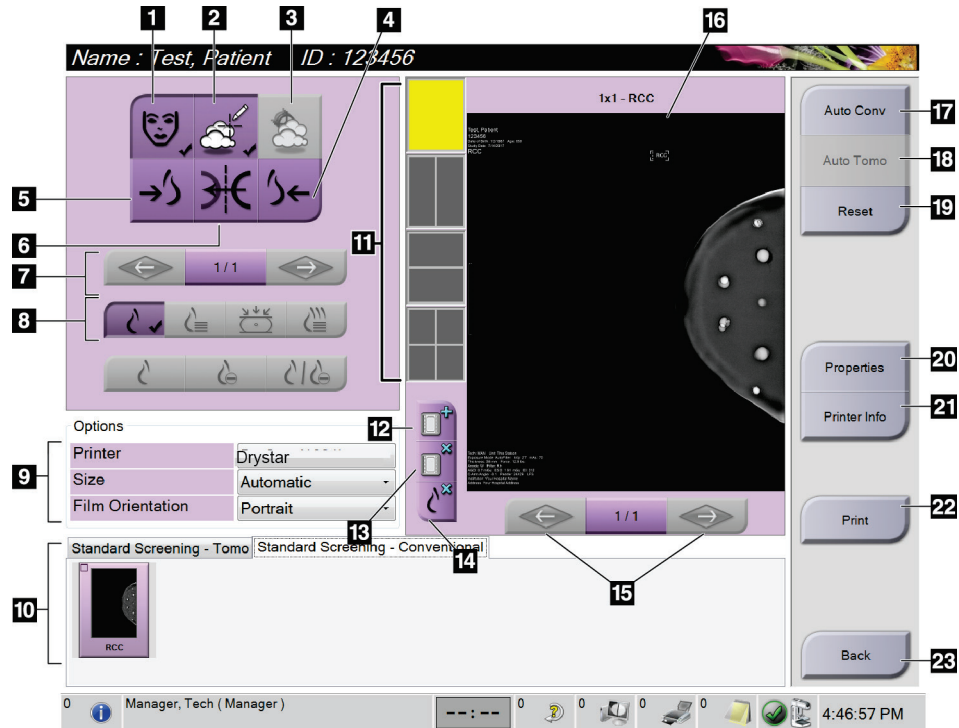 1 2 3 4 16
Name : Test, Patient ID : 123456
1x1 - RCC
Auto Conv 17
Test, Patient
123456
RCC
RCC
Auto Tomo 18
5
Reset 19
6
11
7 1 / 1
8
Properties 20
Printer Info 21
Options
12
Printer Drystar
9 Size Automatic
Film Orientation Portrait
13
14
1 / 1
Print 22
Standard Screening - Tomo Standard Screening - Conventional
15
10
RCC
Back 23
0 Manager, Tech ( Manager ) --:-- 0 0 0 0 4:46:57 PM